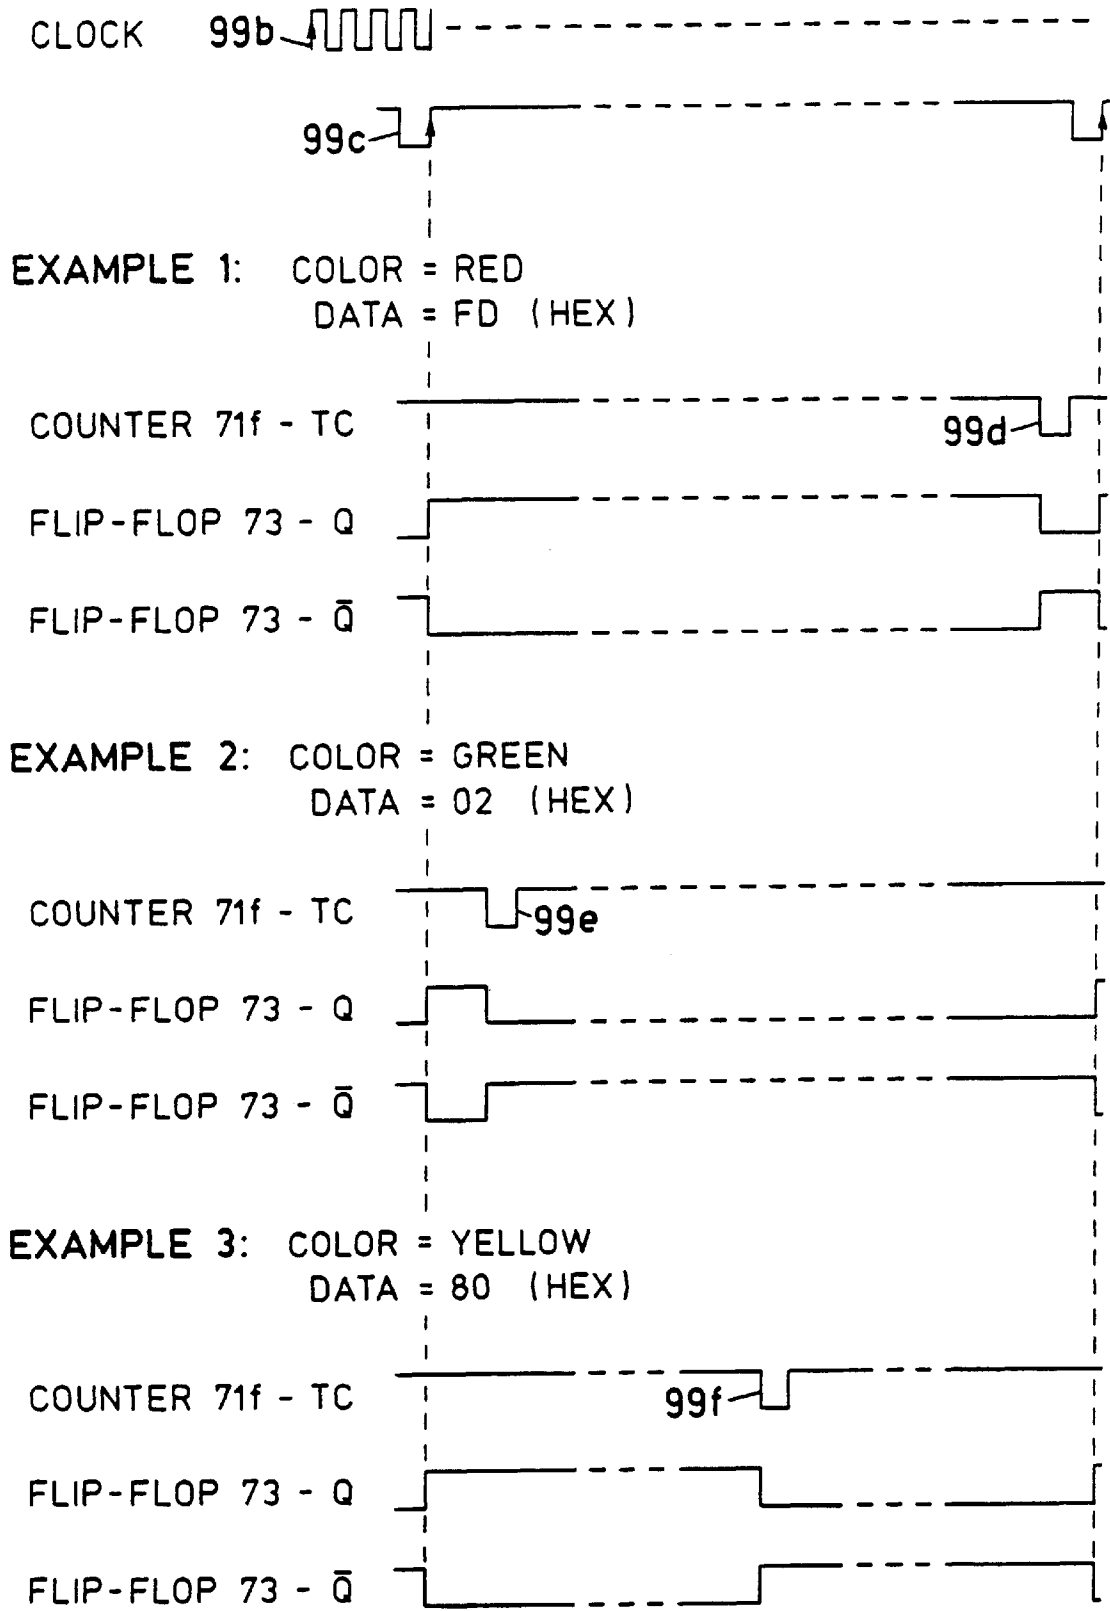 CLOCK 99b
99c
EXAMPLE 1: COLOR = RED
DATA = FD (HEX)
COUNTER 71f - TC 99d
FLIP-FLOP 73 - Q
FLIP-FLOP 73 - Q̄
EXAMPLE 2: COLOR = GREEN
DATA = 02 (HEX)
COUNTER 71f - TC 99e
FLIP-FLOP 73 - Q
FLIP-FLOP 73 - Q̄
EXAMPLE 3: COLOR = YELLOW
DATA = 80 (HEX)
COUNTER 71f - TC 99f
FLIP-FLOP 73 - Q
FLIP-FLOP 73 - Q̄